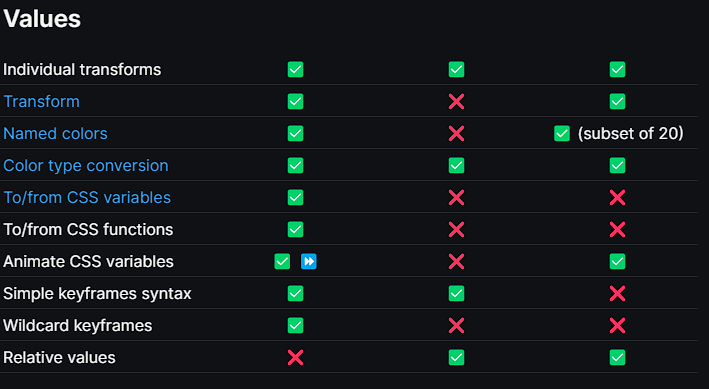 Values
Individual transforms
Transform
Named colors (subset of 20)
Color type conversion
To/from CSS variables
To/from CSS functions
Animate CSS variables
Simple keyframes syntax
Wildcard keyframes
Relative values